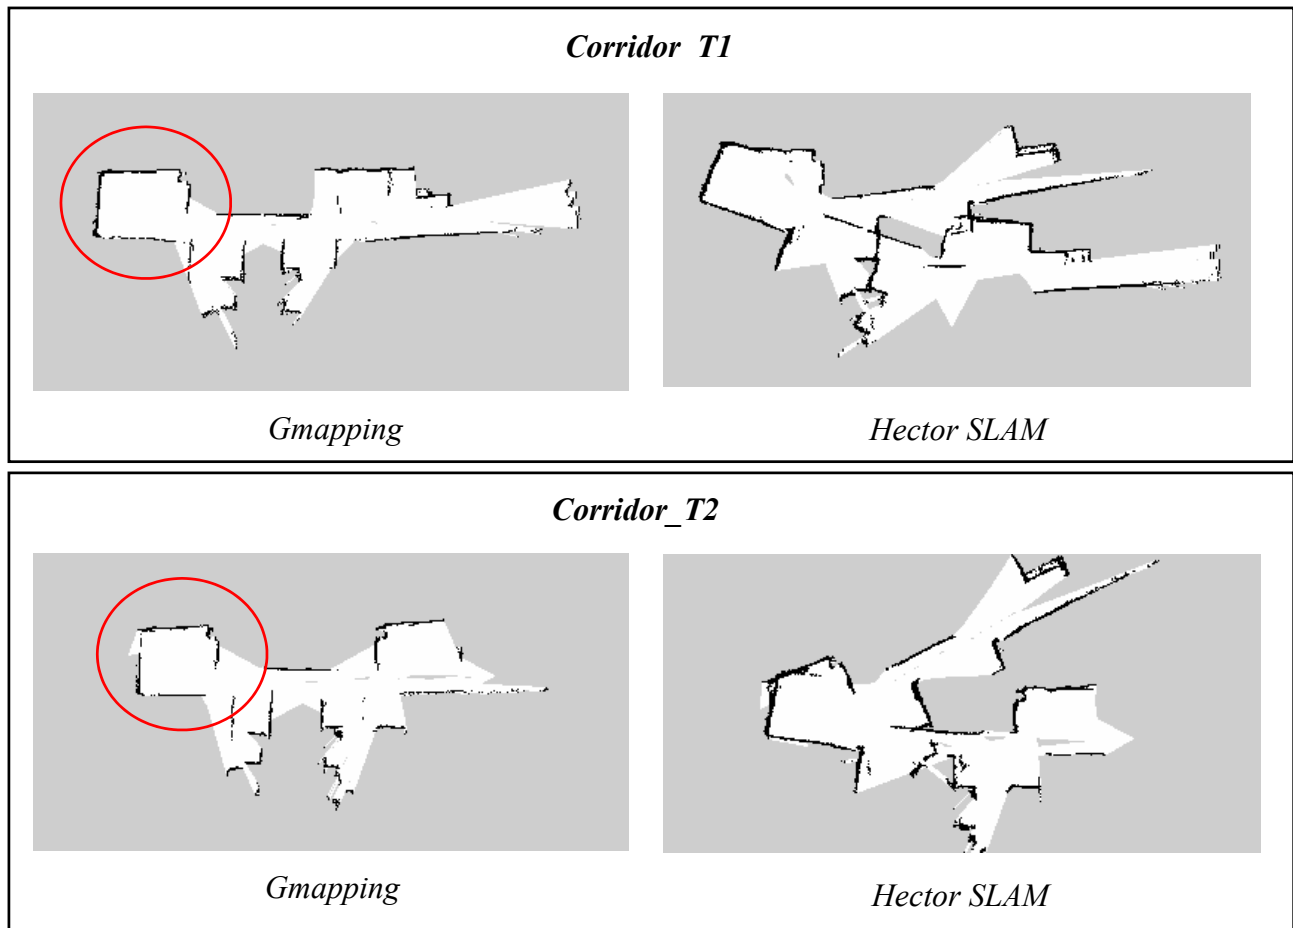 Corridor T1
Gmapping
Hector SLAM
Corridor_T2
Gmapping
Hector SLAM